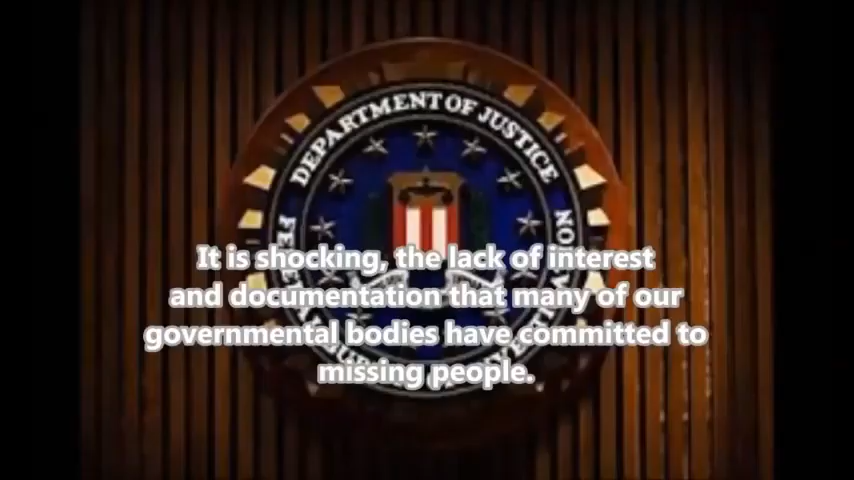 DEPARTMENT OF JUSTICE
It is shocking, the lack of interest
and documentation that many of our
governmental bodies have committed to
missing people.